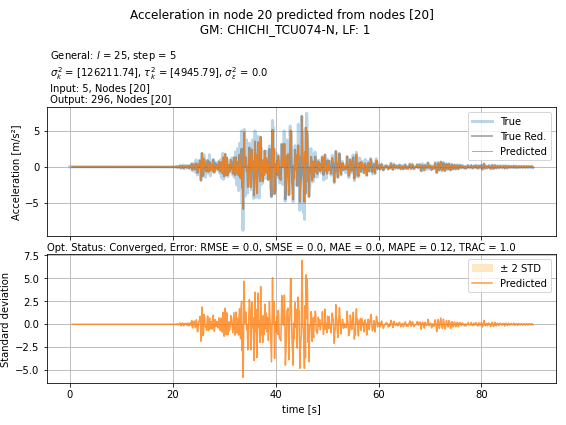 Acceleration in node 20 predicted from nodes [20]
GM: CHICHI_TCU074-N, LF: 1
General: l = 25, step = 5
σ²ₖ = [126211.74], τ²ₖ = [4945.79], σ²ε = 0.0
Input: 5, Nodes [20]
Output: 296, Nodes [20]
Acceleration [m/s²]
5
0
−5
True
True Red.
Predicted
Opt. Status: Converged, Error: RMSE = 0.0, SMSE = 0.0, MAE = 0.0, MAPE = 0.12, TRAC = 1.0
Standard deviation
7.5
5.0
2.5
0.0
−2.5
−5.0
± 2 STD
Predicted
0 20 40 60 80
time [s]